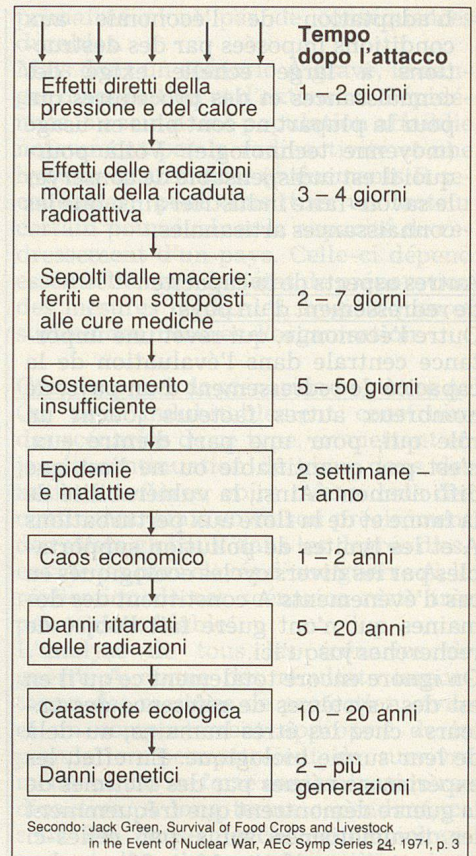 Tempo
dopo l'attacco
Effetti diretti della
bomba
1 – 2 giorni
Effetti delle radiazioni
mortali della ricaduta
radioattiva
3 – 4 giorni
Sepolti dalle macerie;
feriti e non sottoposti
a cure mediche
2 – 7 giorni
Sostentamento
insufficiente
5 – 50 giorni
Epidemie
e malattie
2 settimane –
1 anno
Caos economico
1 – 2 anni
Danni ritardati
delle radiazioni
5 – 20 anni
Catastrofe ecologica
10 – 20 anni
Danni genetici
2 – più
generazioni
Secondo: Jack Green, Survival of Food Crops and Livestock
in the Event of Nuclear War, AEC Symp Series 24, 1971, p. 3